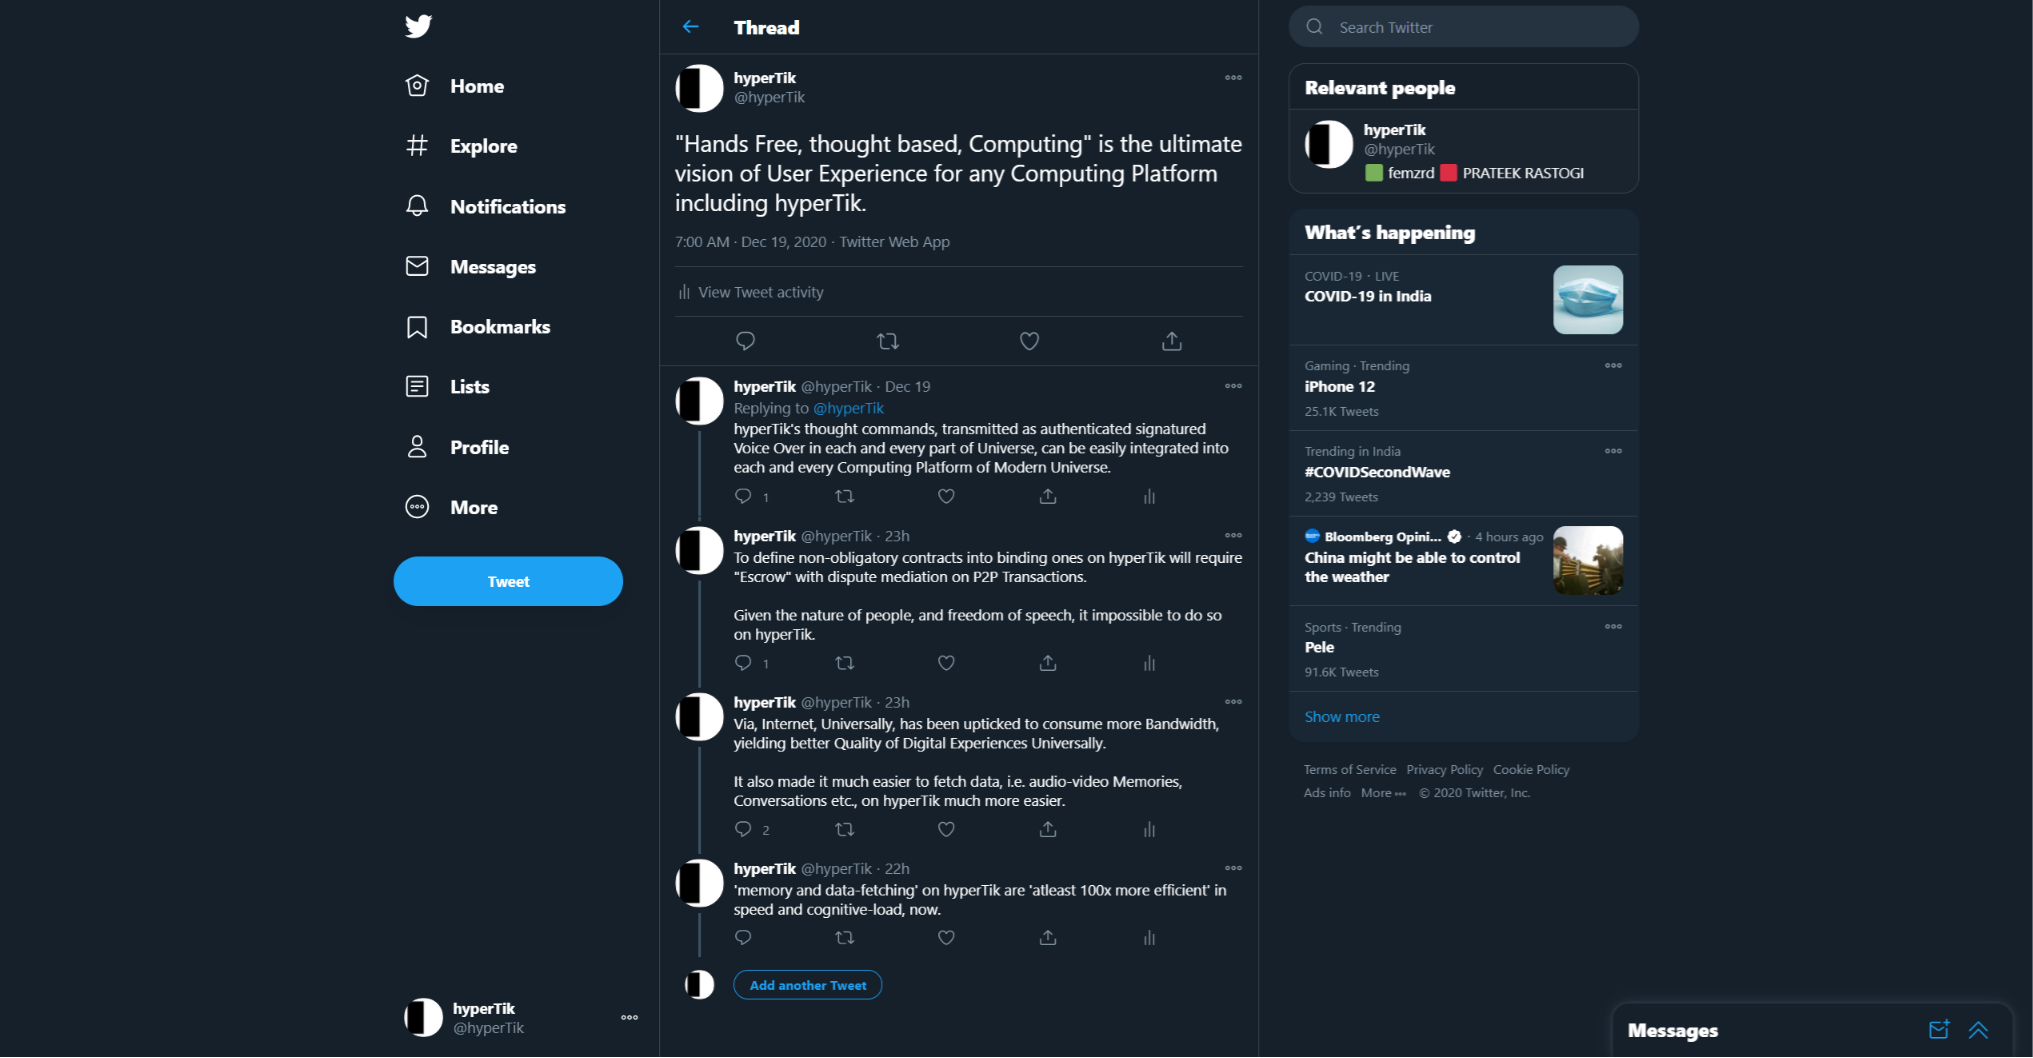 Home
Explore
Notifications
Messages
Bookmarks
Lists
Profile
More
Tweet
hyperTik
@hyperTik
Thread
hyperTik
@hyperTik
"Hands Free, thought based, Computing" is the ultimate
vision of User Experience for any Computing Platform
including hyperTik.
7:00 AM · Dec 19, 2020 · Twitter Web App
View Tweet activity
hyperTik @hyperTik · Dec 19
Replying to @hyperTik
hyperTik's thought commands, transmitted as authenticated signatured
Voice Over in each and every part of Universe, can be easily integrated into
each and every Computing Platform of Modern Universe.
1
hyperTik @hyperTik · 23h
To define non-obligatory contracts into binding ones on hyperTik will require
"Escrow" with dispute mediation on P2P Transactions.
Given the nature of people, and freedom of speech, it impossible to do so
on hyperTik.
1
hyperTik @hyperTik · 23h
Via, Internet, Universally, has been upticked to consume more Bandwidth,
yielding better Quality of Digital Experiences Universally.
It also made it much easier to fetch data, i.e. audio-video Memories,
Conversations etc., on hyperTik much more easier.
2
hyperTik @hyperTik · 22h
'memory and data-fetching' on hyperTik are 'atleast 100x more efficient' in
speed and cognitive-load, now.
Add another Tweet
Search Twitter
Relevant people
hyperTik
@hyperTik
femzrd PRATEEK RASTOGI
What's happening
COVID-19 · LIVE
COVID-19 in India
Gaming · Trending
iPhone 12
25.1K Tweets
Trending in India
#COVIDSecondWave
2,239 Tweets
Bloomberg Opini... · 4 hours ago
China might be able to control
the weather
Sports · Trending
Pele
91.6K Tweets
Show more
Terms of Service Privacy Policy Cookie Policy
Ads info More © 2020 Twitter, Inc.
Messages